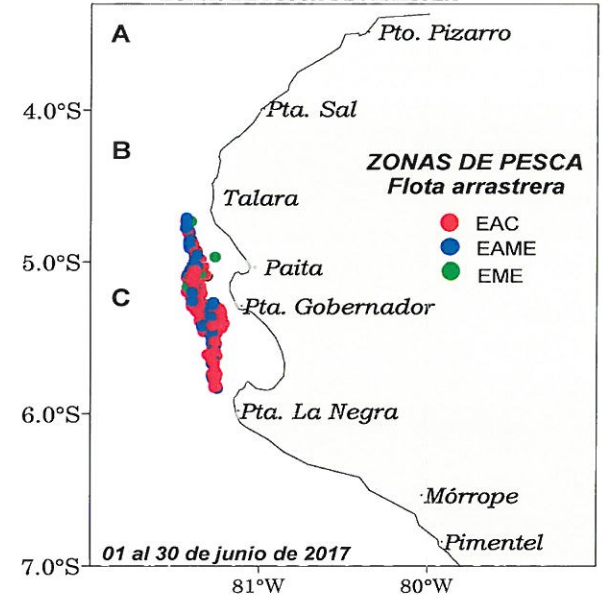 A
Pto. Pizarro
4.0°S
Pta. Sal
B
ZONAS DE PESCA
Flota arrastrera
Talara
EAC
EAME
EME
5.0°S
Paita
C
Pta. Gobernador
6.0°S
Pta. La Negra
Mórrope
Pimentel
01 al 30 de junio de 2017
7.0°S
81°W
80°W